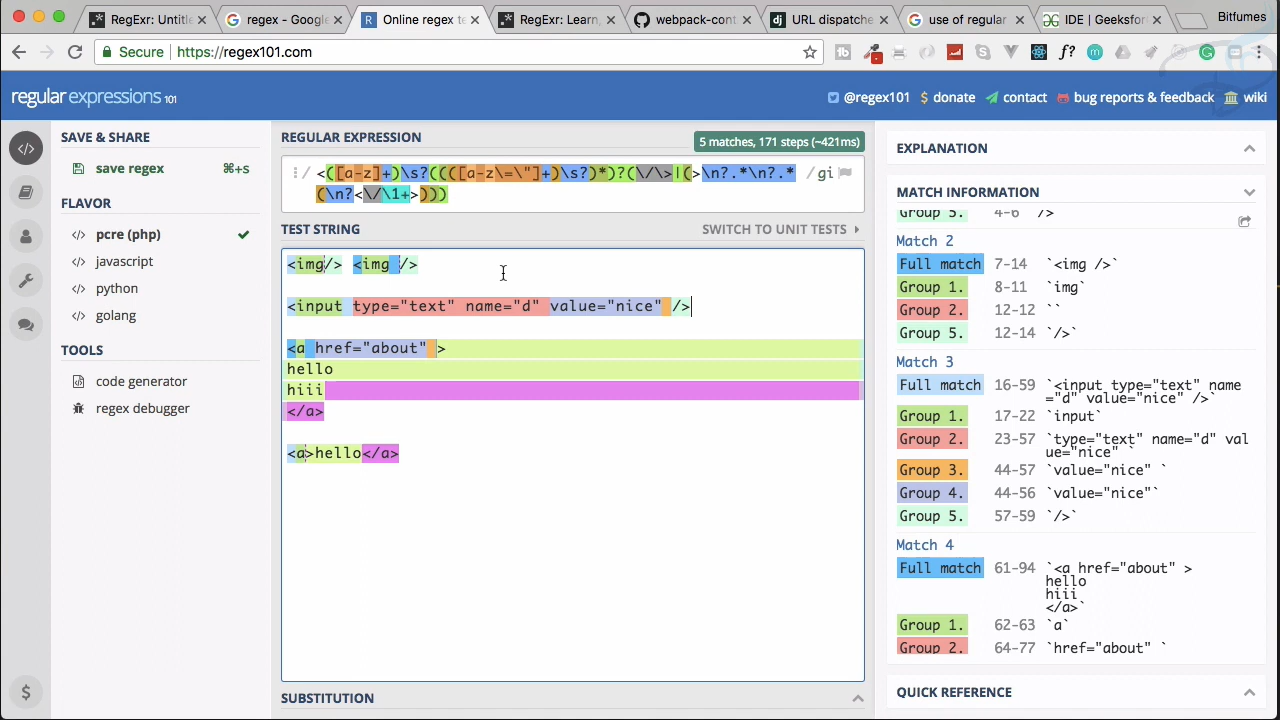 RegExr: Untitle
regex - Google
Online regex te
RegExr: Learn,
webpack-cont
URL dispatche
use of regular
IDE | Geeksfor
Bitfumes
Secure
https://regex101.com
regular expressions 101
@regex101
donate
contact
bug reports & feedback
wiki
SAVE & SHARE
save regex
⌘+s
FLAVOR
pcre (php)
javascript
python
golang
TOOLS
code generator
regex debugger
REGULAR EXPRESSION
5 matches, 171 steps (~421ms)
/ <([a-z]+)\s?((([a-z\=\"]+)\s?)*)?(\/\>|(>\n?.*\n?.* / gi
(\n?<\/\1+>)))
TEST STRING
SWITCH TO UNIT TESTS
<img/> <img />
<input type="text" name="d" value="nice" />
<a href="about" >
hello
hiii
</a>
<a>hello</a>
SUBSTITUTION
EXPLANATION
MATCH INFORMATION
Group 5. 4-6 />
Match 2
Full match 7-14 `<img />`
Group 1. 8-11 `img`
Group 2. 12-12 ``
Group 5. 12-14 `/>`
Match 3
Full match 16-59 `<input type="text" name
="d" value="nice" />`
Group 1. 17-22 `input`
Group 2. 23-57 `type="text" name="d" val
ue="nice" `
Group 3. 44-57 `value="nice" `
Group 4. 44-56 `value="nice"`
Group 5. 57-59 `/>`
Match 4
Full match 61-94 `<a href="about" >
hello
hiii
</a>`
Group 1. 62-63 `a`
Group 2. 64-77 `href="about" `
QUICK REFERENCE